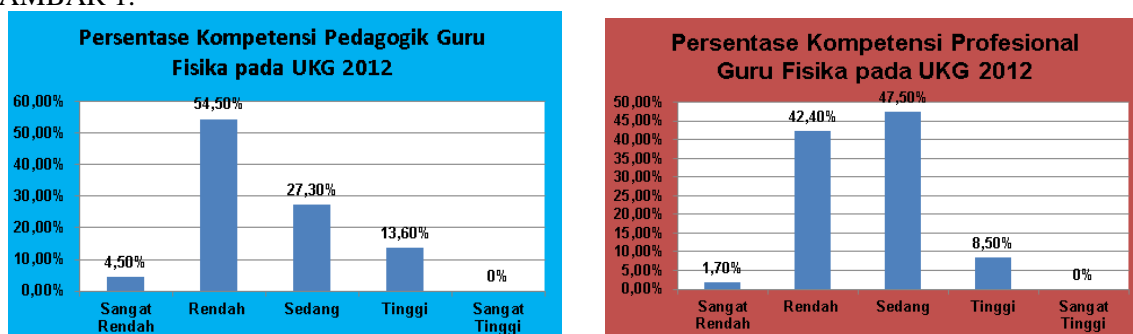 AMBAR 1.
Persentase Kompetensi Pedagogik Guru
Fisika pada UKG 2012
60,00%
50,00%
40,00%
30,00%
20,00%
10,00%
0,00%
4,50%
54,50%
27,30%
13,60%
0%
Sangat
Rendah
Rendah
Sedang
Tinggi
Sangat
Tinggi
Persentase Kompetensi Profesional
Guru Fisika pada UKG 2012
50,00%
45,00%
40,00%
35,00%
30,00%
25,00%
20,00%
15,00%
10,00%
5,00%
0,00%
1,70%
42,40%
47,50%
8,50%
0%
Sangat
Rendah
Rendah
Sedang
Tinggi
Sangat
Tinggi